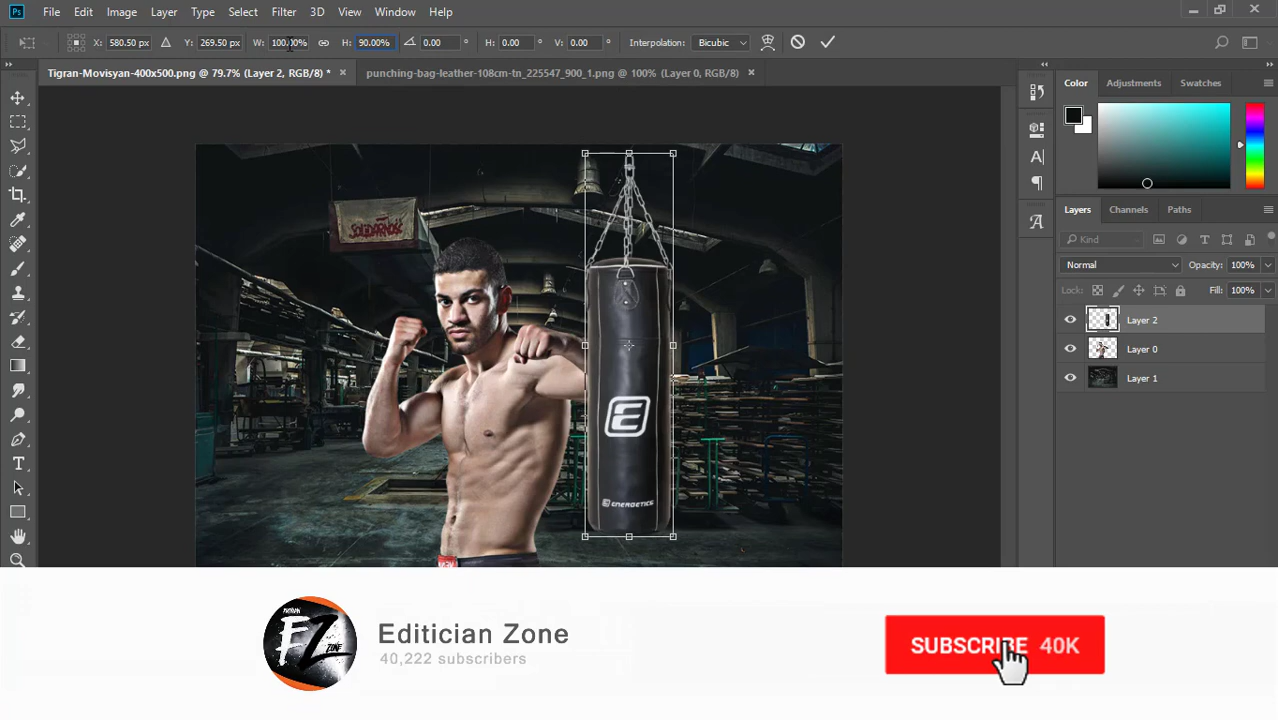 Ps File Edit Image Layer Type Select Filter 3D View Window Help
X: 580.50 px Y: 269.50 px W: 100.00% H: 90.00% 0.00 ° H: 0.00 ° V: 0.00 ° Interpolation: Bicubic
Tigran-Movisyan-400x500.png @ 79.7% (Layer 2, RGB/8) * × punching-bag-leather-108cm-tn_225547_900_1.png @ 100% (Layer 0, RGB/8) ×
Color Adjustments Swatches
Layers Channels Paths
Kind
Normal Opacity: 100%
Lock: Fill: 100%
Layer 2
Layer 0
Layer 1
SOLIDARNOŚĆ
E
ENERGETICS
EZ
ZONE
Editician Zone
40,222 subscribers
SUBSCRIBE 40K